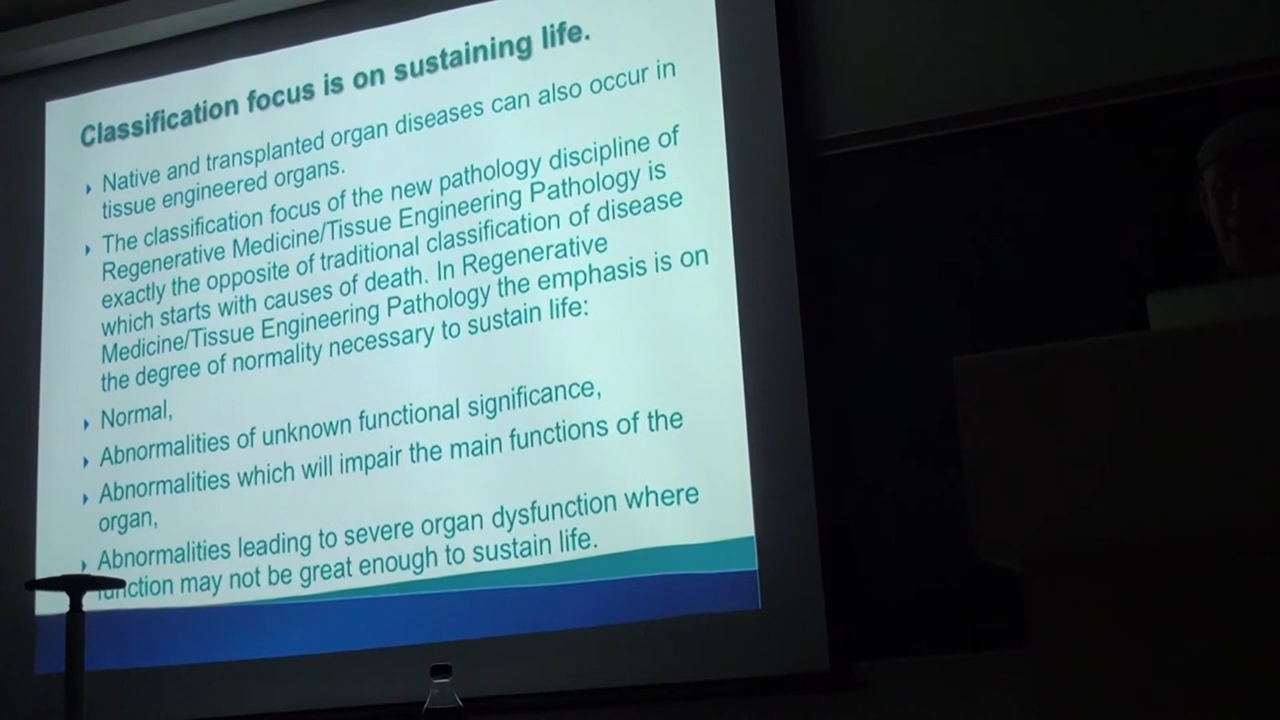 Classification focus is on sustaining life.
Native and transplanted organ diseases can also occur in
tissue engineered organs.
The classification focus of the new pathology discipline of
Regenerative Medicine/Tissue Engineering Pathology is
exactly the opposite of traditional classification of disease
which starts with causes of death. In Regenerative
Medicine/Tissue Engineering Pathology the emphasis is on
the degree of normality necessary to sustain life:
Normal,
Abnormalities of unknown functional significance,
Abnormalities which will impair the main functions of the
organ,
Abnormalities leading to severe organ dysfunction where
function may not be great enough to sustain life.